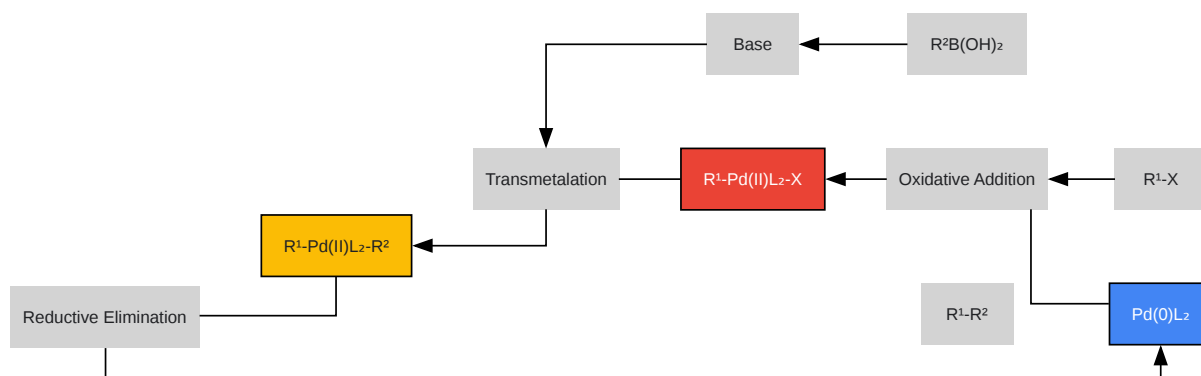 Base
R²B(OH)₂
Transmetalation
R¹-Pd(II)L₂-X
Oxidative Addition
R¹-X
R¹-Pd(II)L₂-R²
Reductive Elimination
R¹-R²
Pd(0)L₂